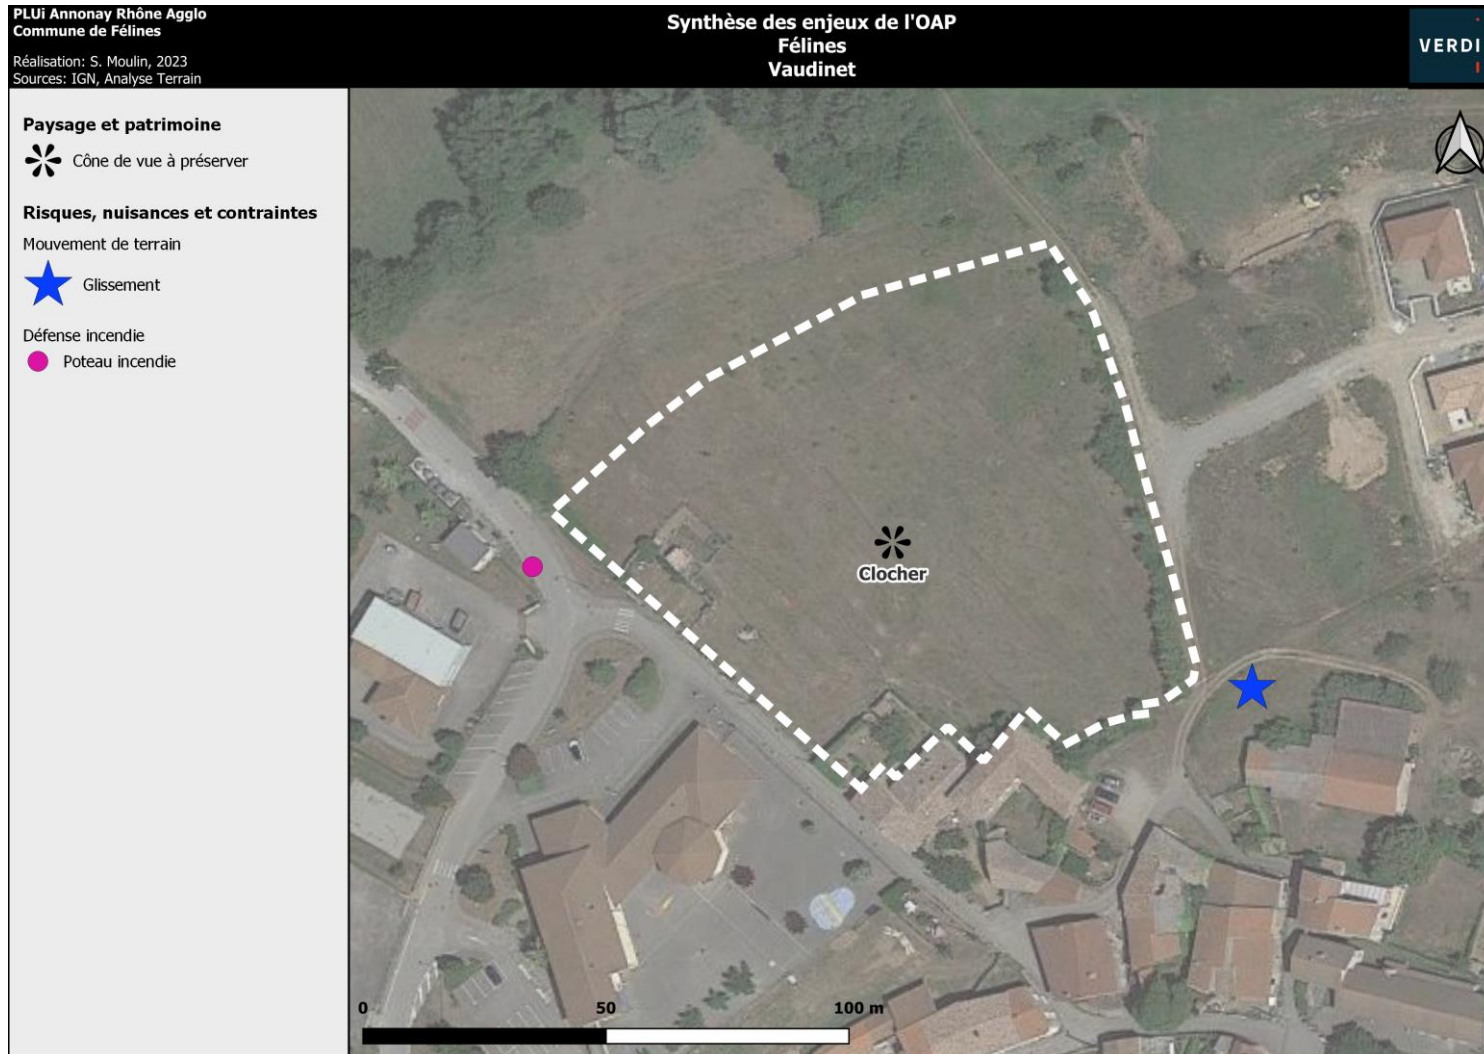 PLUi Annonay Rhône Agglo
Commune de Félines
Réalisation: S. Moulin, 2023
Sources: IGN, Analyse Terrain
Synthèse des enjeux de l'OAP
Félines
Vaudinet
VERDI
Paysage et patrimoine
Cône de vue à préserver
Risques, nuisances et contraintes
Mouvement de terrain
Glissement
Défense incendie
Poteau incendie
Clocher
0 50 100 m